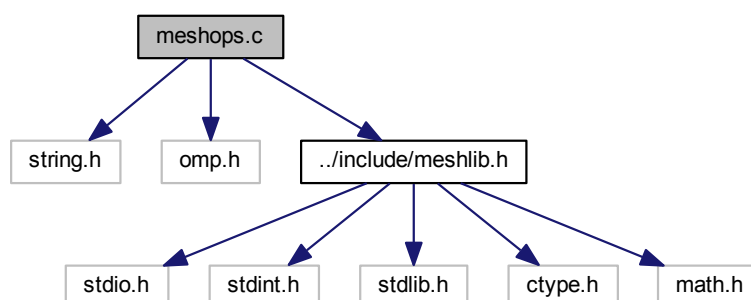 meshops.c
string.h
omp.h
../include/meshlib.h
stdio.h
stdint.h
stdlib.h
ctype.h
math.h